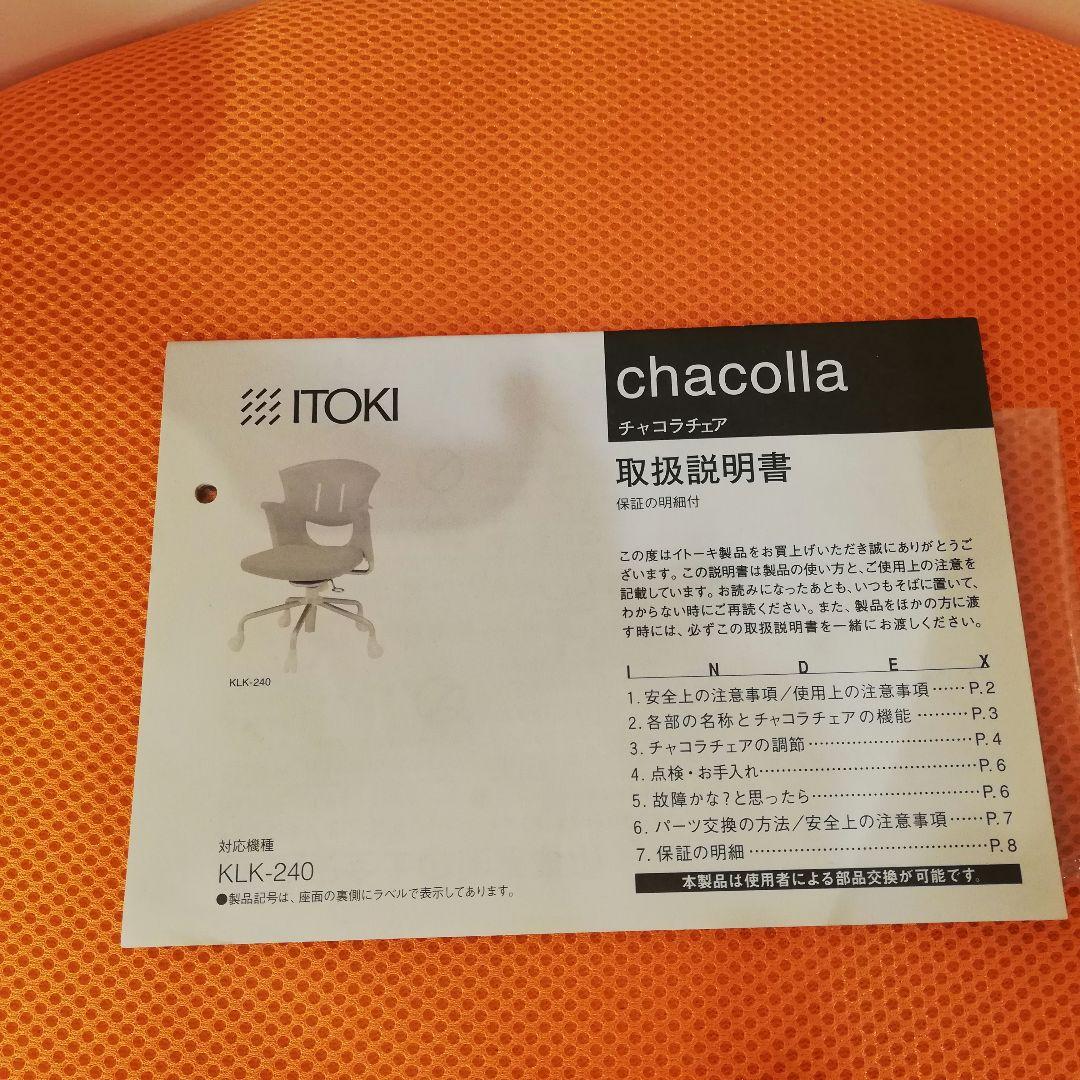 ITOKI
KLK-240
対応機種
KLK-240
●製品記号は、座面の裏側にラベルで表示してあります。
chacolla
チャコラチェア
取扱説明書
保証の明細付
この度はイトーキ製品をお買上げいただき誠にありがとうご
ざいます。この説明書は製品の使い方と、ご使用上の注意を
記載しています。お読みになったあとも、いつもそばに置いて、
わからない時にご再読ください。また、製品をほかの方に渡
す時には、必ずこの取扱説明書を一緒にお渡しください。
I N D E X
1. 安全上の注意事項/使用上の注意事項……P.2
2. 各部の名称とチャコラチェアの機能………P.3
3. チャコラチェアの調節…………………………P.4
4. 点検・お手入れ…………………………………P.6
5. 故障かな?と思ったら…………………………P.6
6. パーツ交換の方法/安全上の注意事項……P.7
7. 保証の明細……………………………………P.8
本製品は使用者による部品交換が可能です。